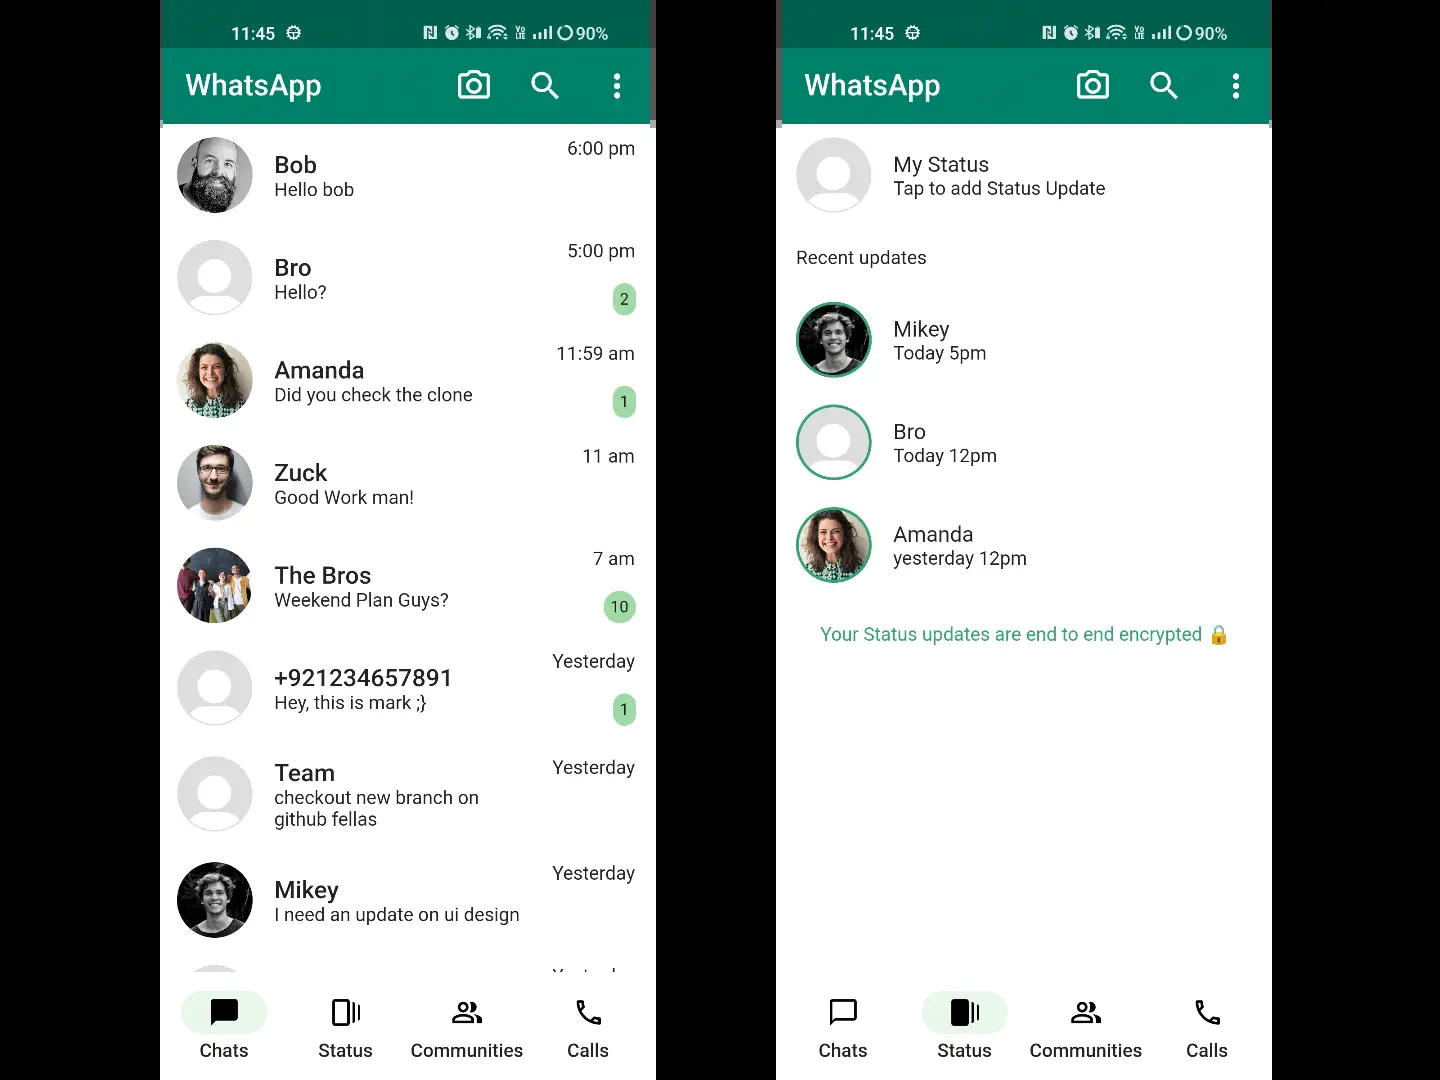 11:45
VO
LTE
90%
WhatsApp
Bob
6:00 pm
Hello bob
Bro
5:00 pm
Hello?
2
Amanda
11:59 am
Did you check the clone
1
Zuck
11 am
Good Work man!
The Bros
7 am
Weekend Plan Guys?
10
+921234657891
Yesterday
Hey, this is mark ;}
1
Team
Yesterday
checkout new branch on
github fellas
Mikey
Yesterday
I need an update on ui design
Chats
Status
Communities
Calls
11:45
VO
LTE
90%
WhatsApp
My Status
Tap to add Status Update
Recent updates
Mikey
Today 5pm
Bro
Today 12pm
Amanda
yesterday 12pm
Your Status updates are end to end encrypted 🔒
Chats
Status
Communities
Calls